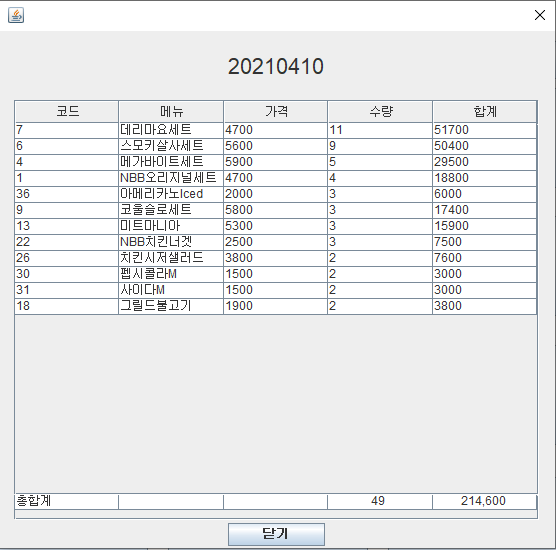 20210410
코드 메뉴 가격 수량 합계
7 데리마요세트 4700 11 51700
6 스모키살사세트 5600 9 50400
4 메가바이트세트 5900 5 29500
1 NBB오리지널세트 4700 4 18800
36 아메리카노Iced 2000 3 6000
9 코울슬로세트 5800 3 17400
13 미트마니아 5300 3 15900
22 NBB치킨너겟 2500 3 7500
26 치킨시저샐러드 3800 2 7600
30 펩시콜라M 1500 2 3000
31 사이다M 1500 2 3000
18 그릴드불고기 1900 2 3800
총합계 49 214,600
닫기